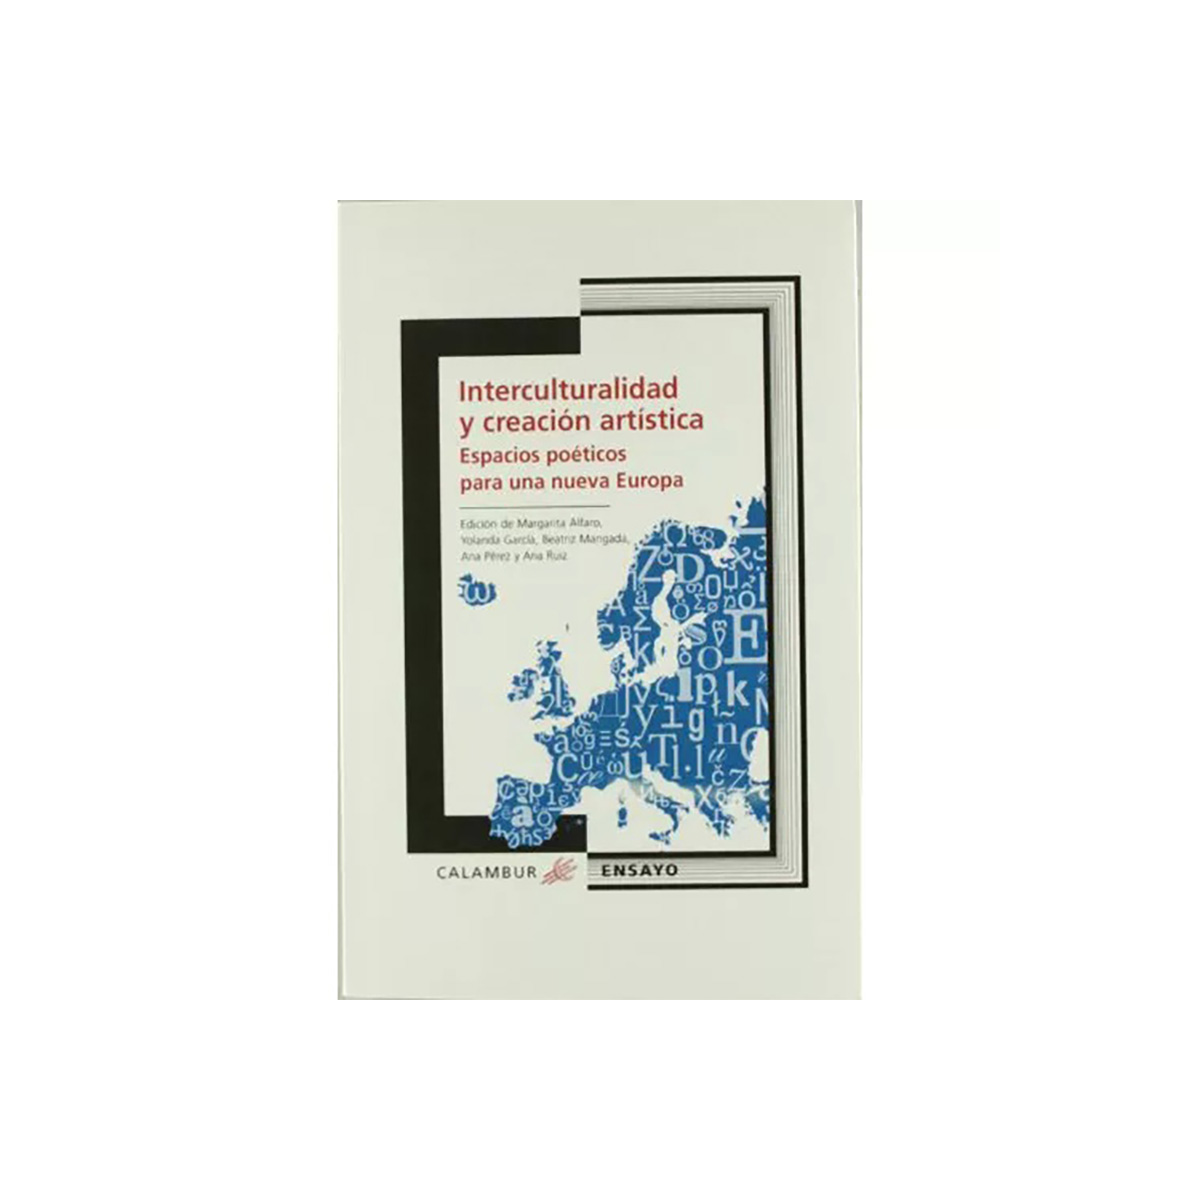 Interculturalidad
y creación artística
Espacios poéticos
para una nueva Europa
Edición de Margarita Alfaro,
Yolanda García, Beatriz Mangada,
Ana Pérez y Ana Ruiz
CALAMBUR ENSAYO